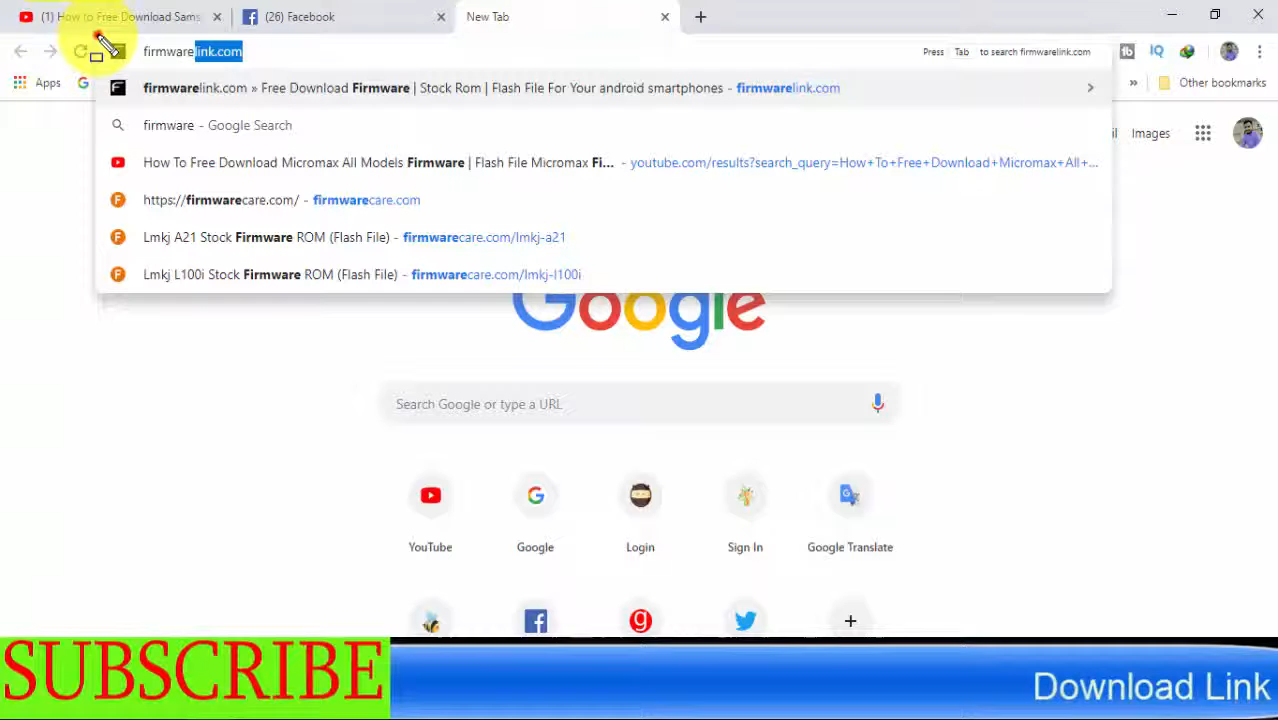 (1) How to Free Download Sams
(26) Facebook
New Tab
firmwarelink.com
Press Tab to search firmwarelink.com
Apps
Other bookmarks
firmwarelink.com » Free Download Firmware | Stock Rom | Flash File For Your android smartphones - firmwarelink.com
firmware - Google Search
Images
How To Free Download Micromax All Models Firmware | Flash File Micromax Fi... - youtube.com/results?search_query=How+To+Free+Download+Micromax+All+...
https://firmwarecare.com/ - firmwarecare.com
Lmkj A21 Stock Firmware ROM (Flash File) - firmwarecare.com/lmkj-a21
Lmkj L100i Stock Firmware ROM (Flash File) - firmwarecare.com/lmkj-l100i
Google
Search Google or type a URL
YouTube
Google
Login
Sign In
Google Translate
SUBSCRIBE
Download Link